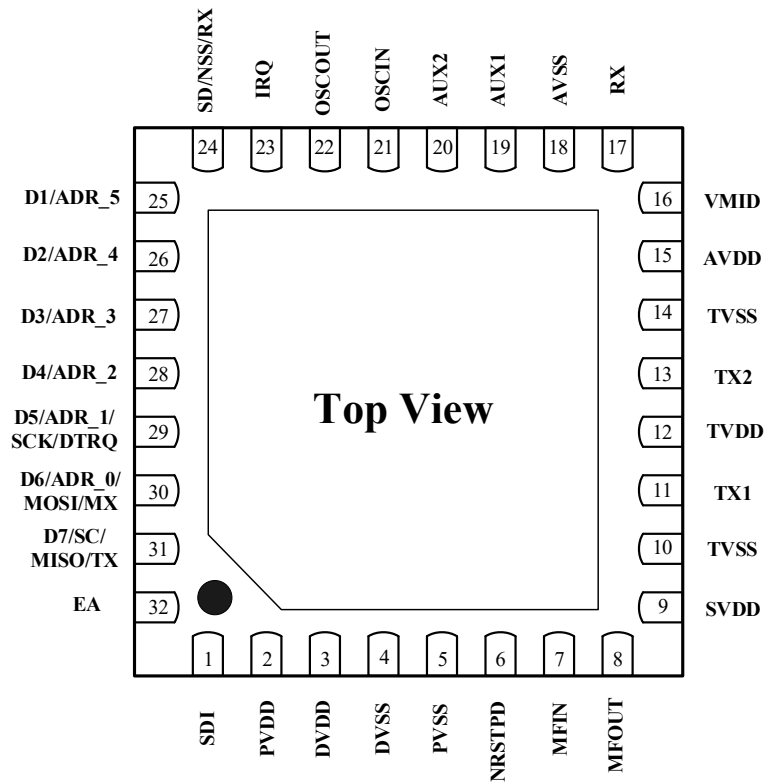 SD/NSS/RX
IRQ
OSCOUT
OSCIN
AUX2
AUX1
AVSS
RX
24
23
22
21
20
19
18
17
D1/ADR_5
25
D2/ADR_4
26
D3/ADR_3
27
D4/ADR_2
28
D5/ADR_1/
SCK/DTRQ
29
D6/ADR_0/
MOSI/MX
30
D7/SC/
MISO/TX
31
EA
32
Top View
16
VMID
15
AVDD
14
TVSS
13
TX2
12
TVDD
11
TX1
10
TVSS
9
SVDD
1
2
3
4
5
6
7
8
SDI
PVDD
DVDD
DVSS
PVSS
NRSTPD
MFIN
MFOUT